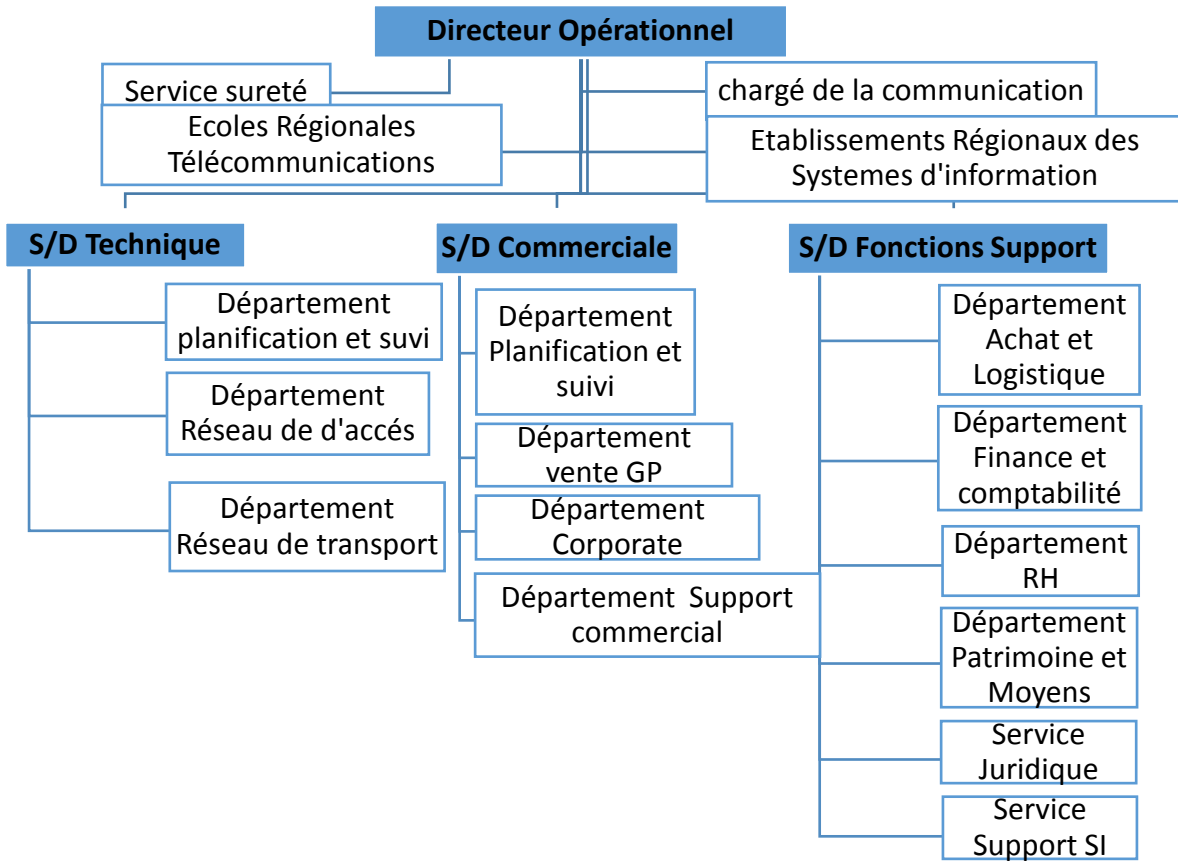 Directeur Opérationnel
Service sureté
chargé de la communication
Ecoles Régionales
Télécommunications
Etablissements Régionaux des
Systemes d'information
S/D Technique
Département
planification et suvi
Département
Réseau de d'accés
Département
Réseau de transport
S/D Commerciale
Département
Planification et
suivi
Département
vente GP
Département
Corporate
Département Support
commercial
S/D Fonctions Support
Département
Achat et
Logistique
Département
Finance et
comptabilité
Département
RH
Département
Patrimoine et
Moyens
Service
Juridique
Service
Support SI